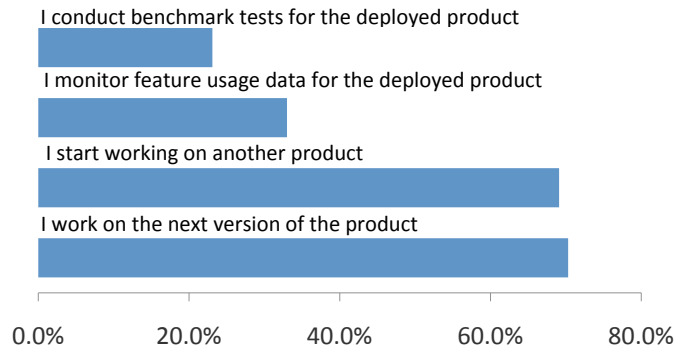 I conduct benchmark tests for the deployed product
I monitor feature usage data for the deployed product
I start working on another product
I work on the next version of the product
0.0% 20.0% 40.0% 60.0% 80.0%